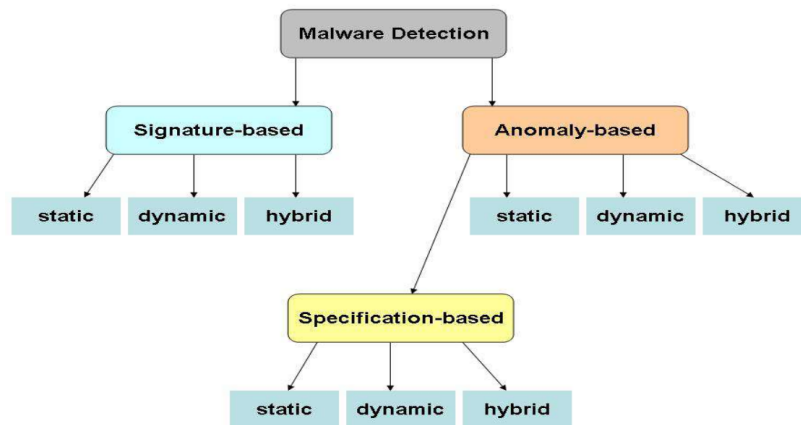 Malware Detection
Signature-based
Anomaly-based
static
dynamic
hybrid
static
dynamic
hybrid
Specification-based
static
dynamic
hybrid